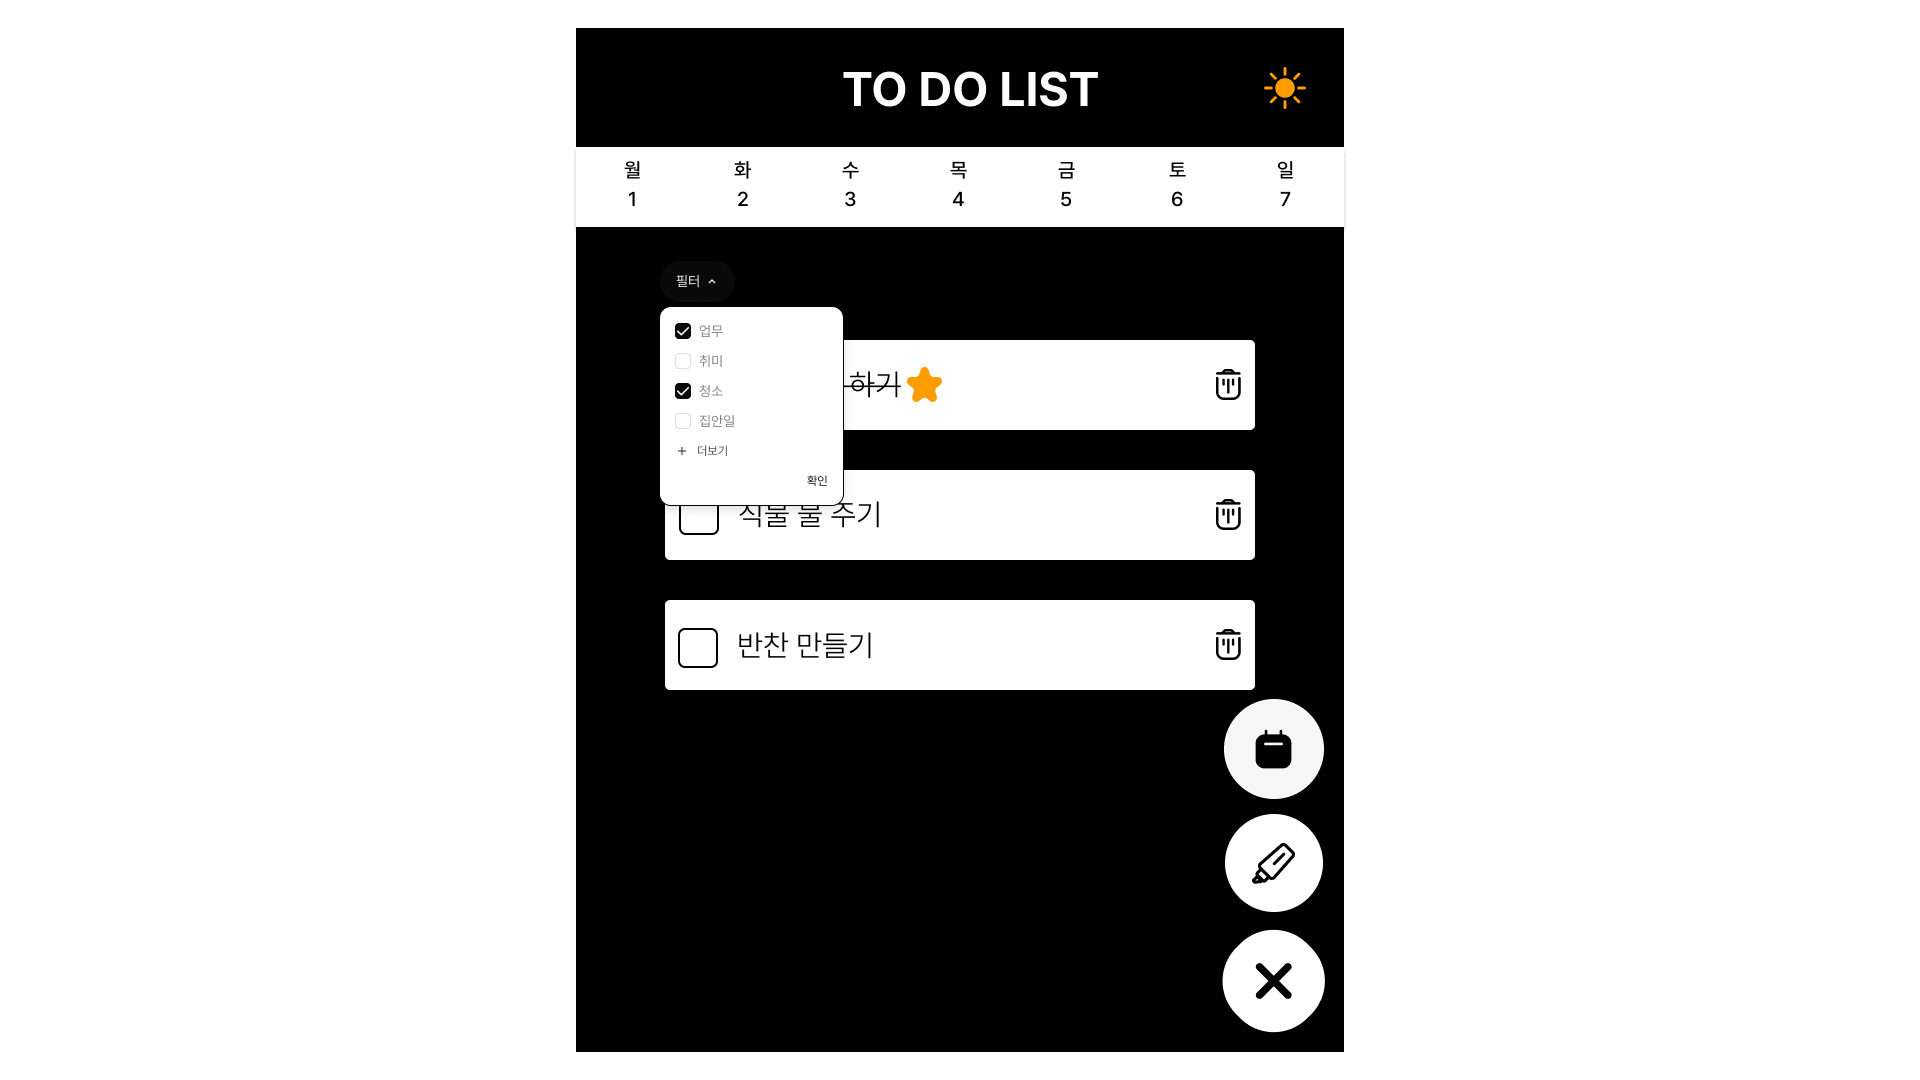 TO DO LIST
월 화 수 목 금 토 일
1 2 3 4 5 6 7
필터
업무
취미
청소
집안일
더보기
확인
하기
식물 물 주기
반찬 만들기